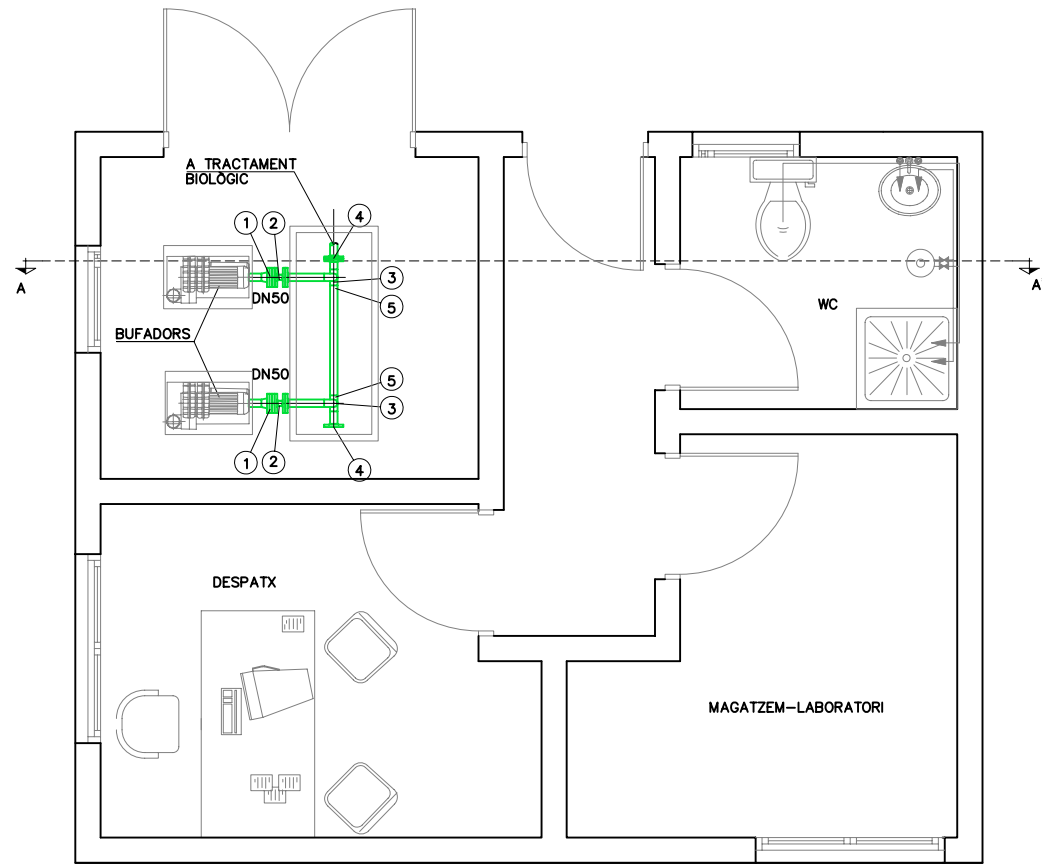 A TRACTAMENT
BIOLÒGIC
1
2
4
3
DN50
5
A
A
WC
BUFADORS
DN50
5
3
1
2
4
DESPATX
MAGATZEM-LABORATORI